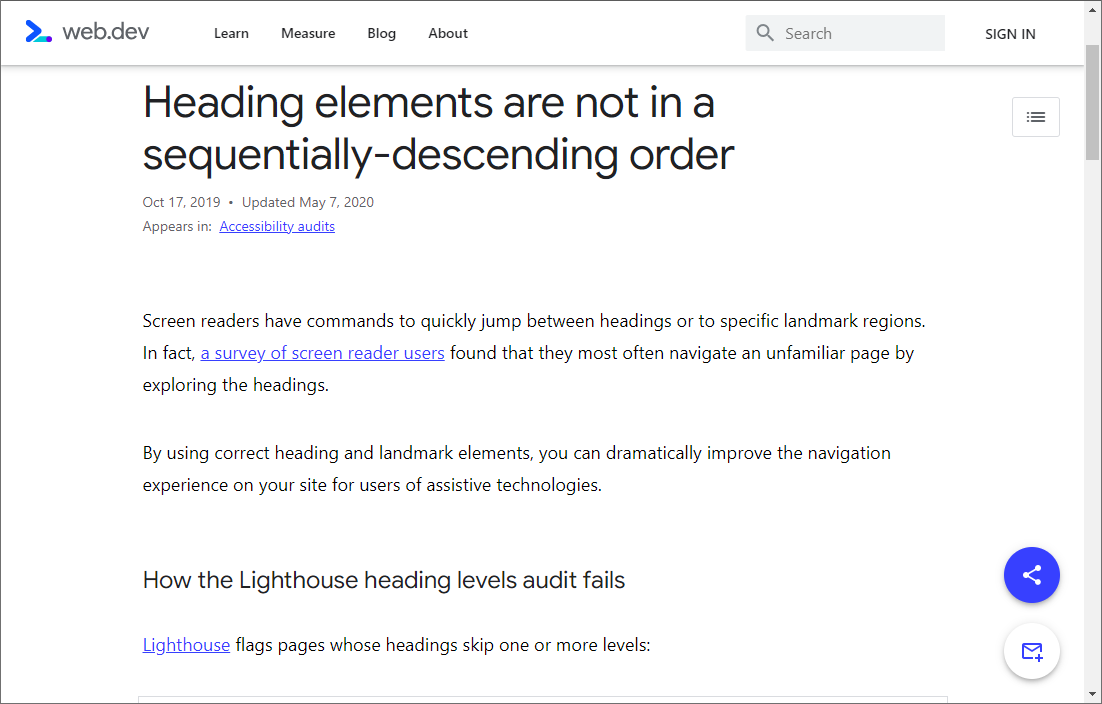 web.dev
Learn Measure Blog About Search SIGN IN
Heading elements are not in a
sequentially-descending order
Oct 17, 2019 • Updated May 7, 2020
Appears in: Accessibility audits
Screen readers have commands to quickly jump between headings or to specific landmark regions.
In fact, a survey of screen reader users found that they most often navigate an unfamiliar page by
exploring the headings.
By using correct heading and landmark elements, you can dramatically improve the navigation
experience on your site for users of assistive technologies.
How the Lighthouse heading levels audit fails
Lighthouse flags pages whose headings skip one or more levels: